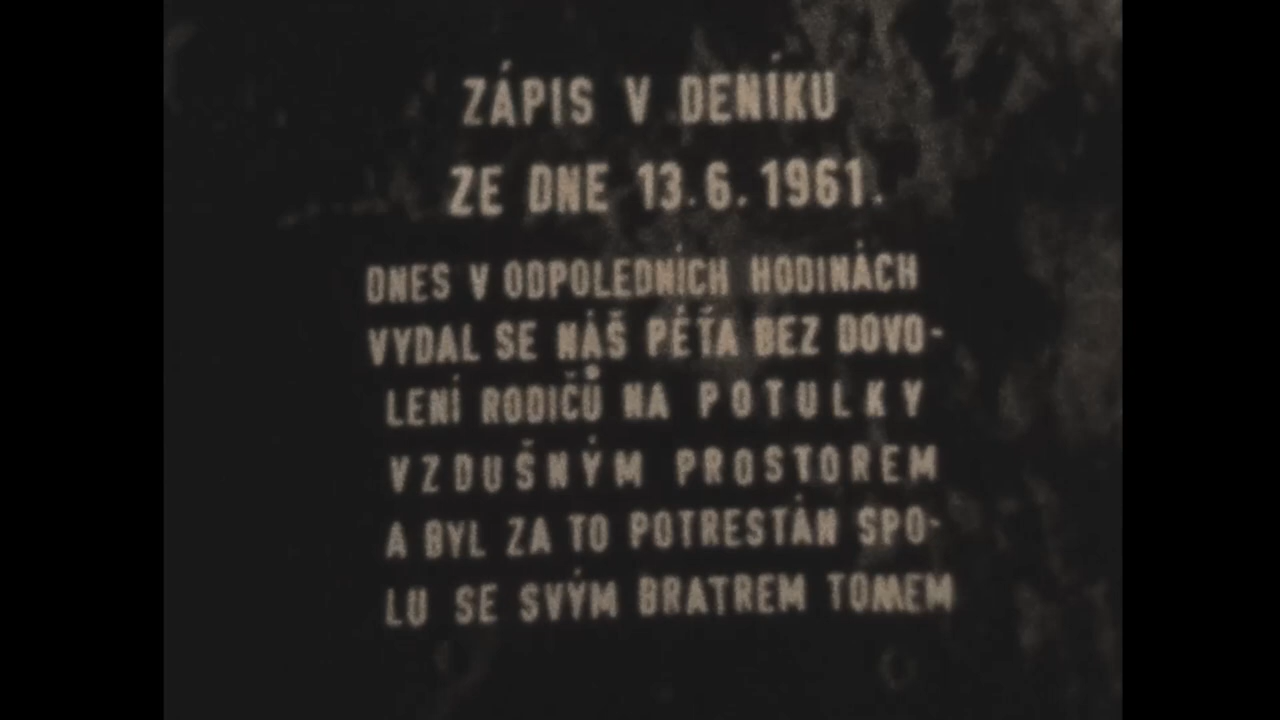 ZÁPIS V DENÍKU
ZE DNE 13.6.1961.
DNES V ODPOLEDNÍCH HODINÁCH
VYDAL SE NÁŠ PÉŤA BEZ DOVO-
LENÍ RODIČŮ NA POTULKY
VZDUŠNÝM PROSTOREM
A BYL ZA TO POTRESTÁN SPO-
LU SE SVÝM BRATREM TOMEM